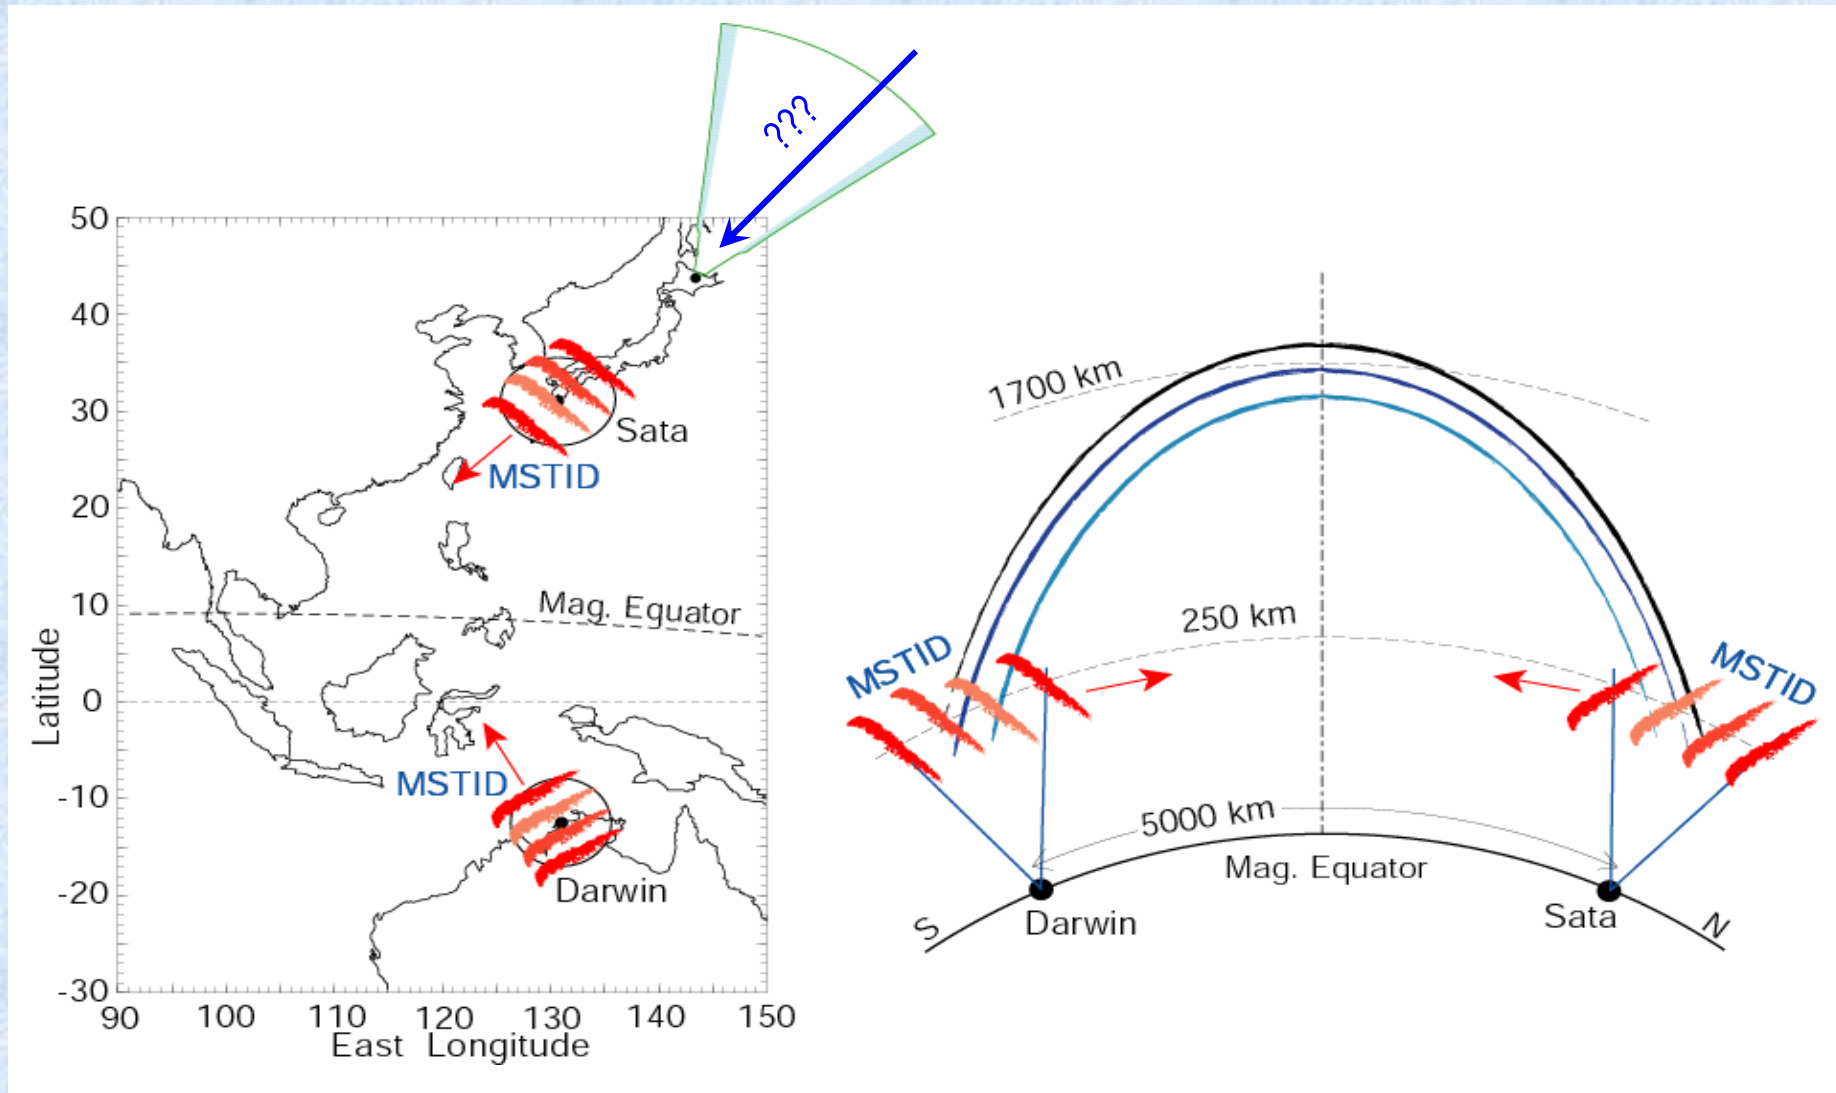 ???
50
40
30
20
10
0
-10
-20
-30
Latitude
90 100 110 120 130 140 150
East Longitude
Sata
MSTID
Mag. Equator
MSTID
Darwin
1700 km
250 km
MSTID
MSTID
5000 km
Mag. Equator
S
Darwin
Sata
N